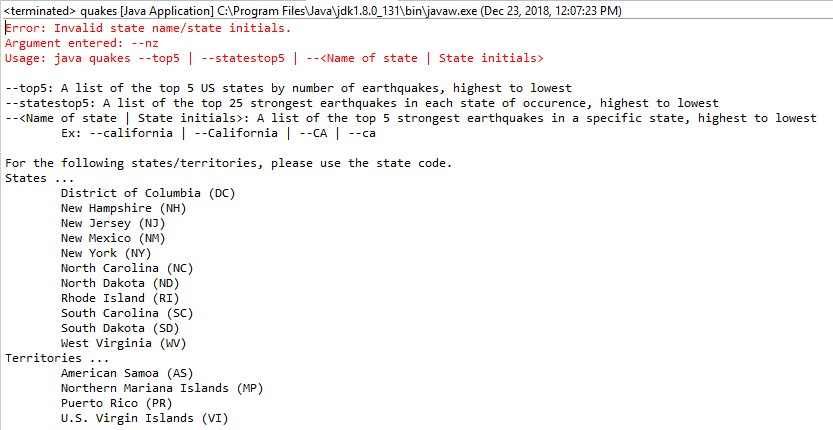 <terminated> quakes [Java Application] C:\Program Files\Java\jdk1.8.0_131\bin\javaw.exe (Dec 23, 2018, 12:07:23 PM)
Error: Invalid state name/state initials.
Argument entered: --nz
Usage: java quakes --top5 | --statestop5 | --<Name of state | State initials>

--top5: A list of the top 5 US states by number of earthquakes, highest to lowest
--statestop5: A list of the top 25 strongest earthquakes in each state of occurence, highest to lowest
--<Name of state | State initials>: A list of the top 5 strongest earthquakes in a specific state, highest to lowest
Ex: --california | --California | --CA | --ca

For the following states/territories, please use the state code.
States ...
District of Columbia (DC)
New Hampshire (NH)
New Jersey (NJ)
New Mexico (NM)
New York (NY)
North Carolina (NC)
North Dakota (ND)
Rhode Island (RI)
South Carolina (SC)
South Dakota (SD)
West Virginia (WV)
Territories ...
American Samoa (AS)
Northern Mariana Islands (MP)
Puerto Rico (PR)
U.S. Virgin Islands (VI)